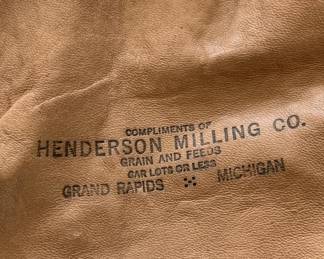 COMPLIMENTS OF
HENDERSON MILLING CO.
GRAIN AND FEEDS
CAR LOTS OR LESS
GRAND RAPIDS MICHIGAN